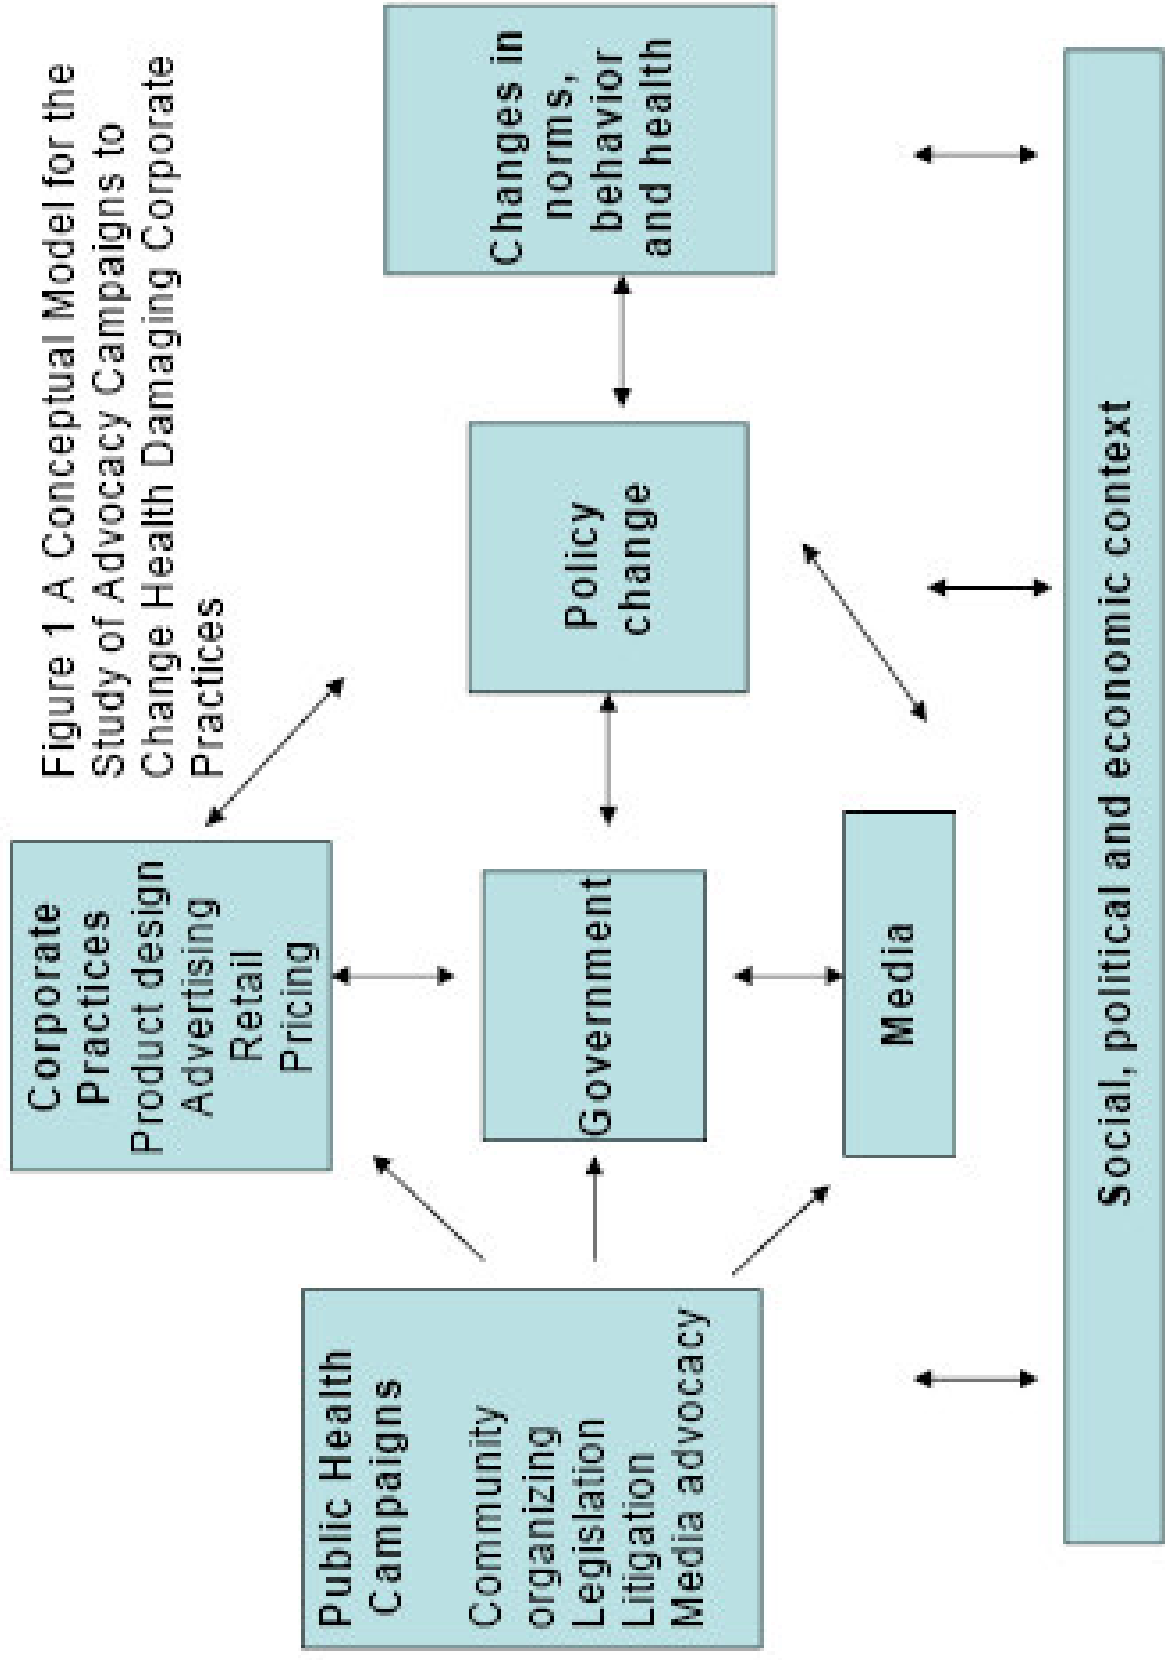 Figure 1 A Conceptual Model for the
Study of Advocacy Campaigns to
Change Health Damaging Corporate
Practices
Public Health
Campaigns
Community
organizing
Legislation
Litigation
Media advocacy
Corporate
Practices
Product design
Advertising
Retail
Pricing
Government
Media
Policy
change
Changes in
norms,
behavior
and health
Social, political and economic context